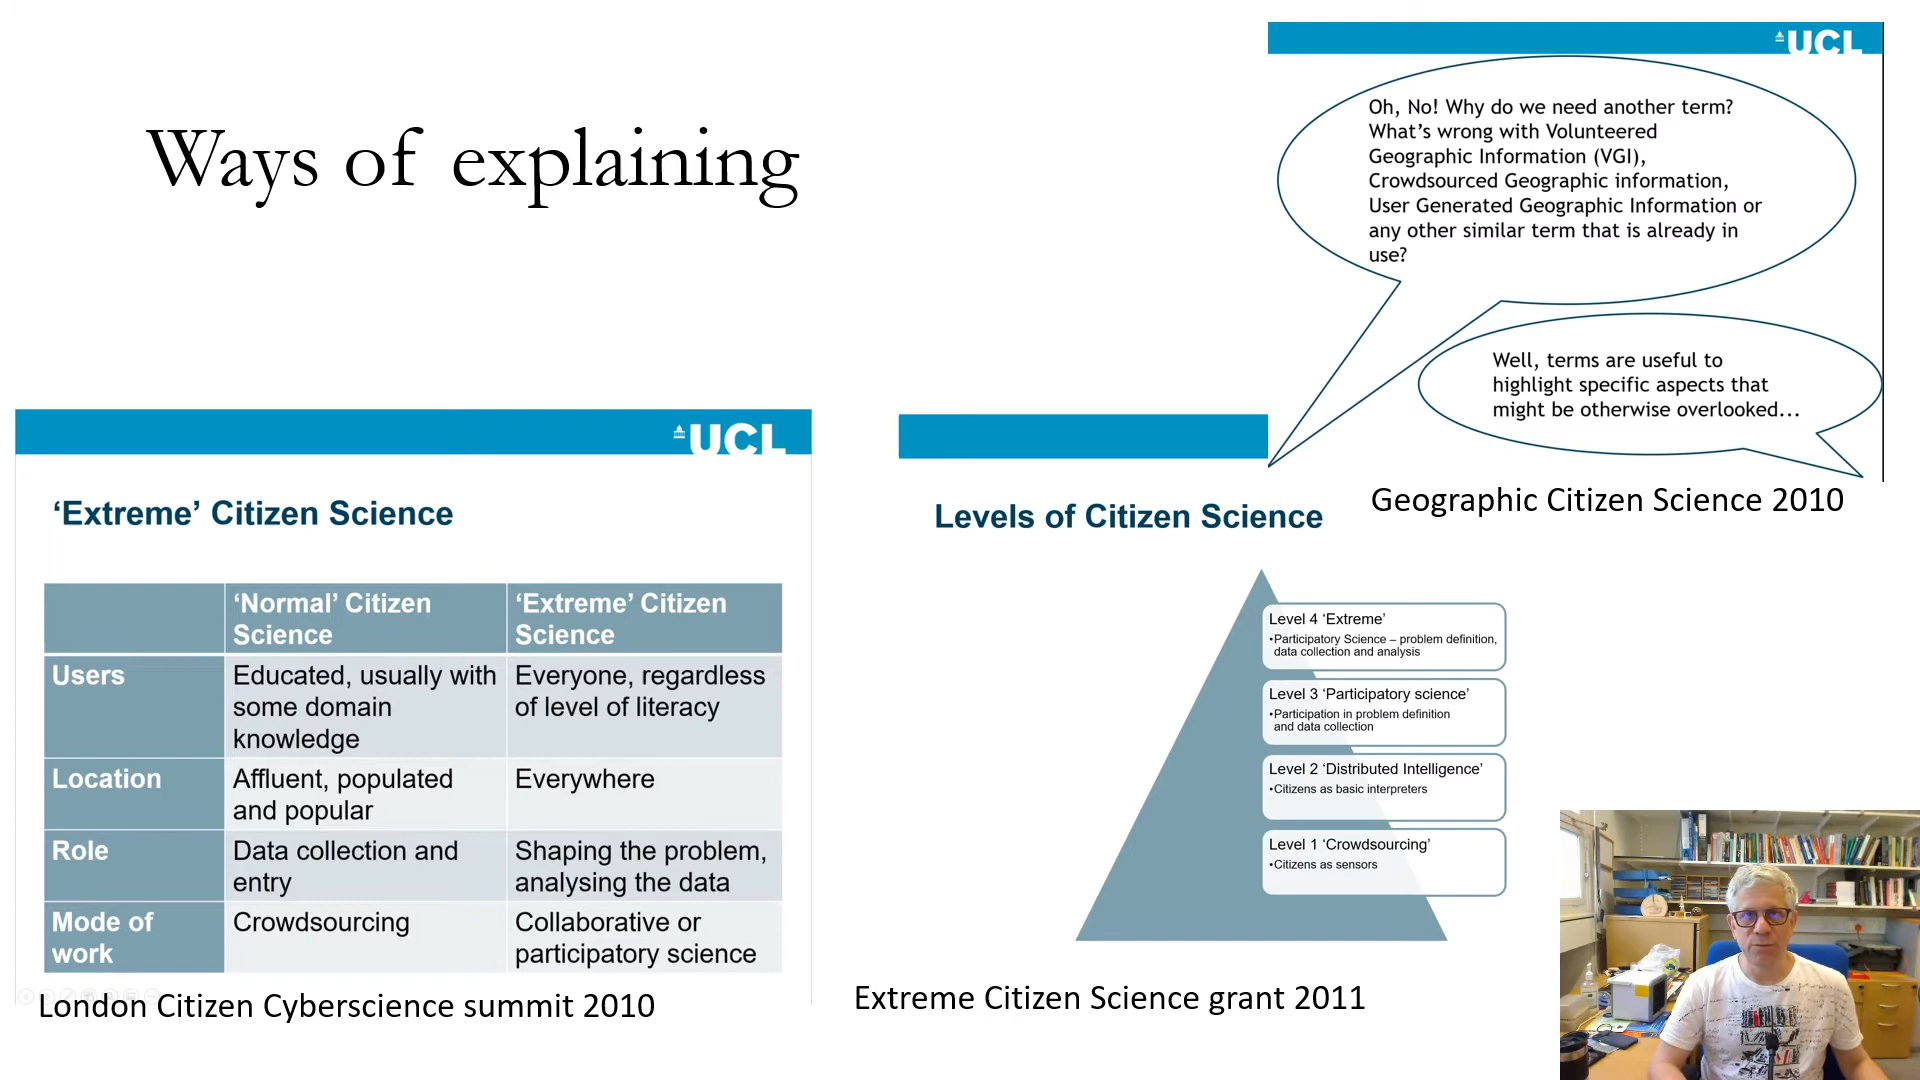 Ways of explaining
UCL
Oh, No! Why do we need another term?
What's wrong with Volunteered
Geographic Information (VGI),
Crowdsourced Geographic information,
User Generated Geographic Information or
any other similar term that is already in
use?
Well, terms are useful to
highlight specific aspects that
might be otherwise overlooked...
Geographic Citizen Science 2010
UCL
‘Extreme’ Citizen Science
‘Normal’ Citizen Science
‘Extreme’ Citizen Science
Users
Educated, usually with
some domain
knowledge
Everyone, regardless
of level of literacy
Location
Affluent, populated
and popular
Everywhere
Role
Data collection and
entry
Shaping the problem,
analysing the data
Mode of
work
Crowdsourcing
Collaborative or
participatory science
London Citizen Cyberscience summit 2010
Levels of Citizen Science
Level 4 ‘Extreme’
•Participatory Science – problem definition,
data collection and analysis
Level 3 ‘Participatory science’
•Participation in problem definition
and data collection
Level 2 ‘Distributed Intelligence’
•Citizens as basic interpreters
Level 1 ‘Crowdsourcing’
•Citizens as sensors
Extreme Citizen Science grant 2011